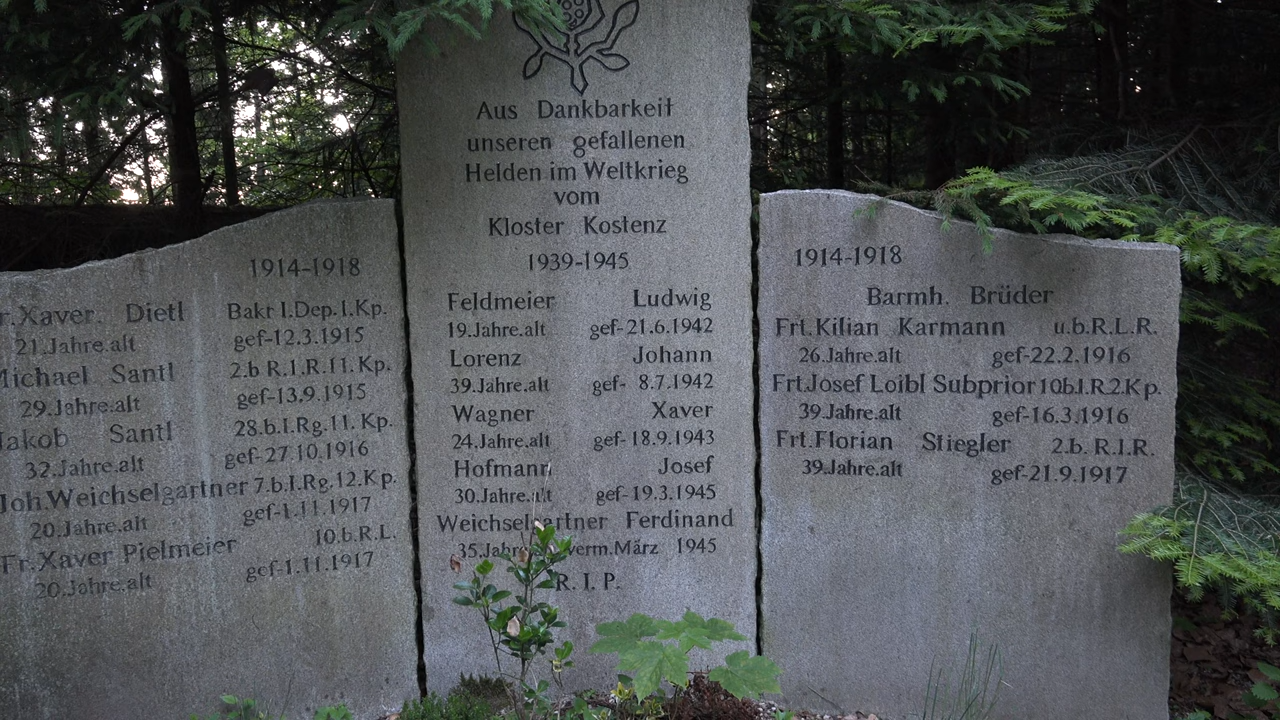 Aus Dankbarkeit
unseren gefallenen
Helden im Weltkrieg
vom
Kloster Kostenz
1914-1918
r. Xaver. Dietl Bakr I.Dep.I.Kp.
21.Jahre.alt gef-12.3.1915
Michael Santl 2.b R.I.R.11.Kp.
29.Jahre.alt gef-13.9.1915
Jakob Santl 28.b.I.Rg.11.Kp.
32.Jahre.alt gef-27 10.1916
Joh.Weichselgartner 7.b.I.Rg.12.Kp.
20.Jahre.alt gef-1.11.1917
Fr.Xaver Pielmeier 10.b.R.L.
20.Jahre.alt gef-1.11.1917
1939-1945
Feldmeier Ludwig
19.Jahre.alt gef-21.6.1942
Lorenz Johann
39.Jahre.alt gef- 8.7.1942
Wagner Xaver
24.Jahre.alt gef-18.9.1943
Hofmann Josef
30.Jahre.alt gef-19.3.1945
Weichselgartner Ferdinand
35.Jahre verm.März 1945
R. I. P.
1914-1918
Barmh. Brüder
Frt.Kilian Karmann u.b.R.L.R.
26.Jahre.alt gef-22.2.1916
Frt.Josef Loibl Subprior 10.b.I.R.2.Kp.
39.Jahre.alt gef-16.3.1916
Frt.Florian Stiegler 2.b.R.I.R.
39.Jahre.alt gef-21.9.1917